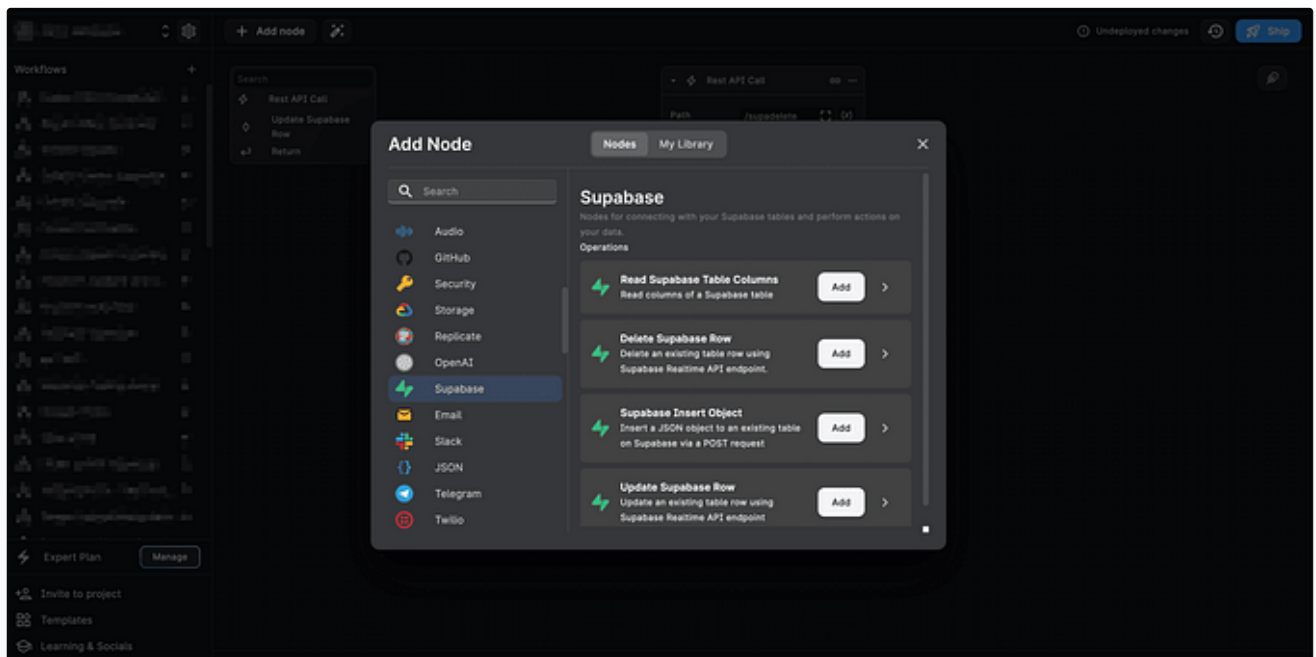 + Add node
Undeployed changes
Ship
Workflows
+
Search
Rest API Call
Update Supabase
Row
Return
Rest API Call
Path
/supadelete
Add Node
Nodes
My Library
Search
Audio
GitHub
Security
Storage
Replicate
OpenAI
Supabase
Email
Slack
JSON
Telegram
Twilio
Supabase
Nodes for connecting with your Supabase tables and perform actions on
your data.
Operations
Read Supabase Table Columns
Read columns of a Supabase table
Add
Delete Supabase Row
Delete an existing table row using
Supabase Realtime API endpoint.
Add
Supabase Insert Object
Insert a JSON object to an existing table
on Supabase via a POST request
Add
Update Supabase Row
Update an existing table row using
Supabase Realtime API endpoint
Add
Expert Plan
Manage
Invite to project
Templates
Learning & Socials